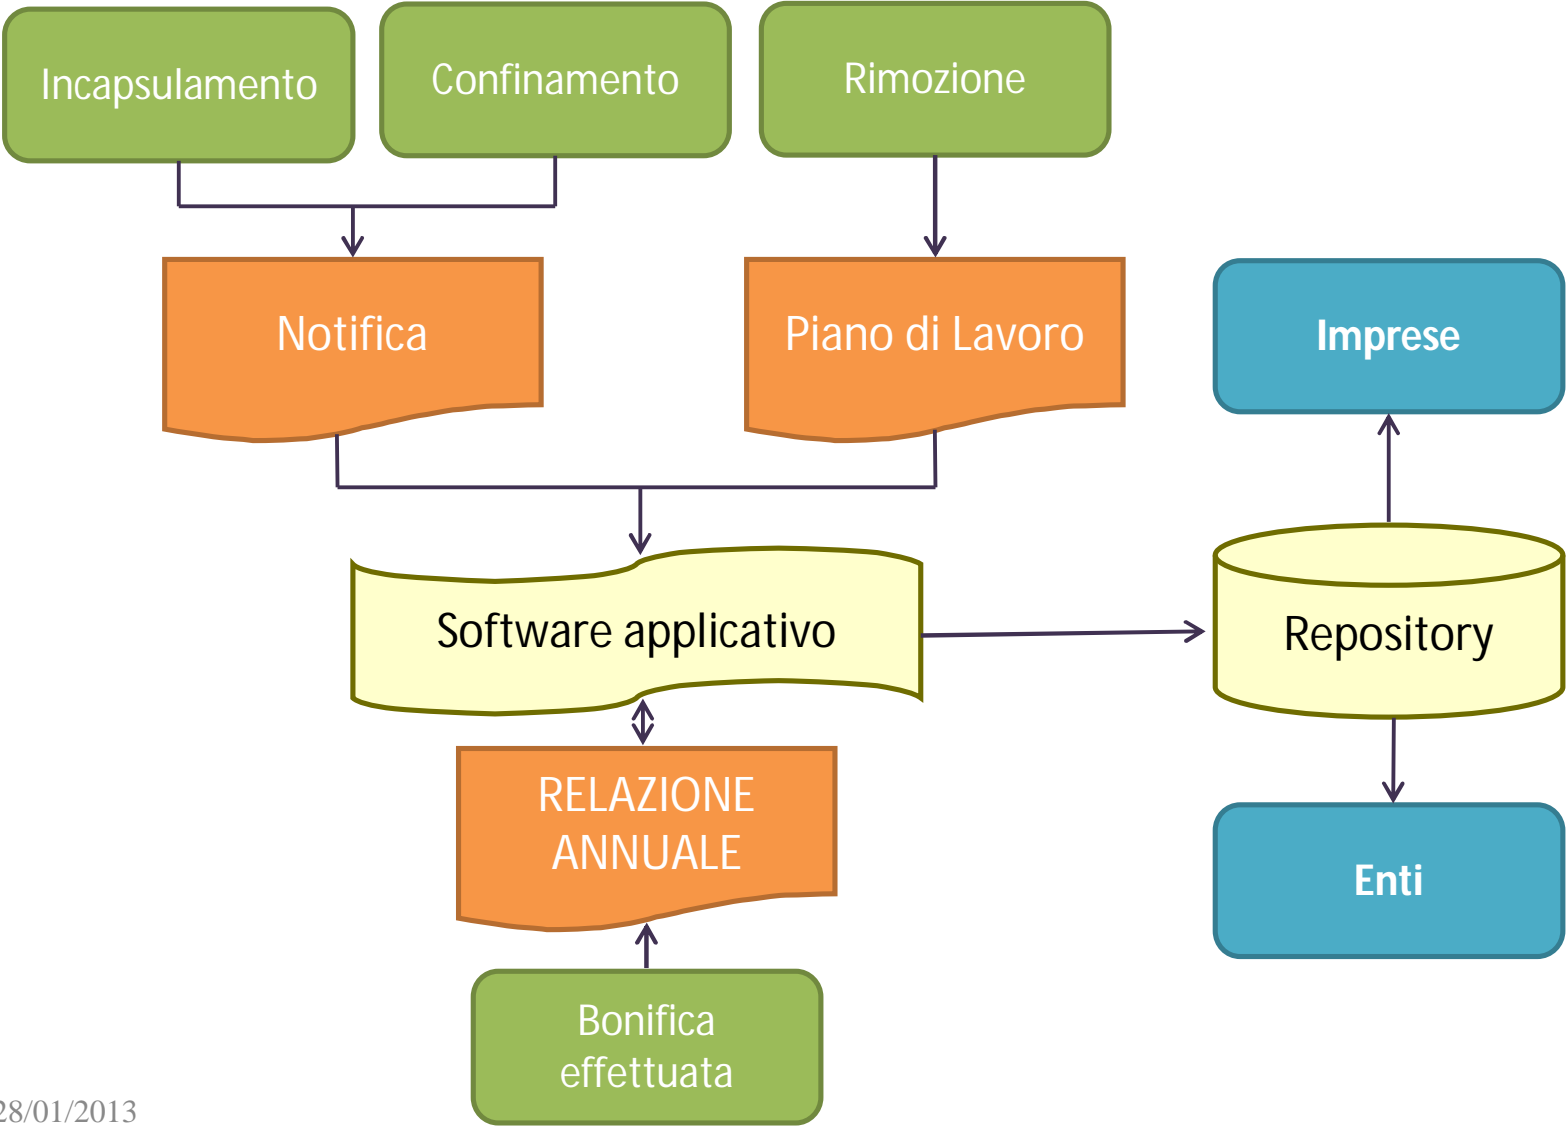 Incapsulamento
Confinamento
Rimozione
Notifica
Piano di Lavoro
Imprese
Software applicativo
Repository
RELAZIONE
ANNUALE
Enti
Bonifica
effettuata
28/01/2013